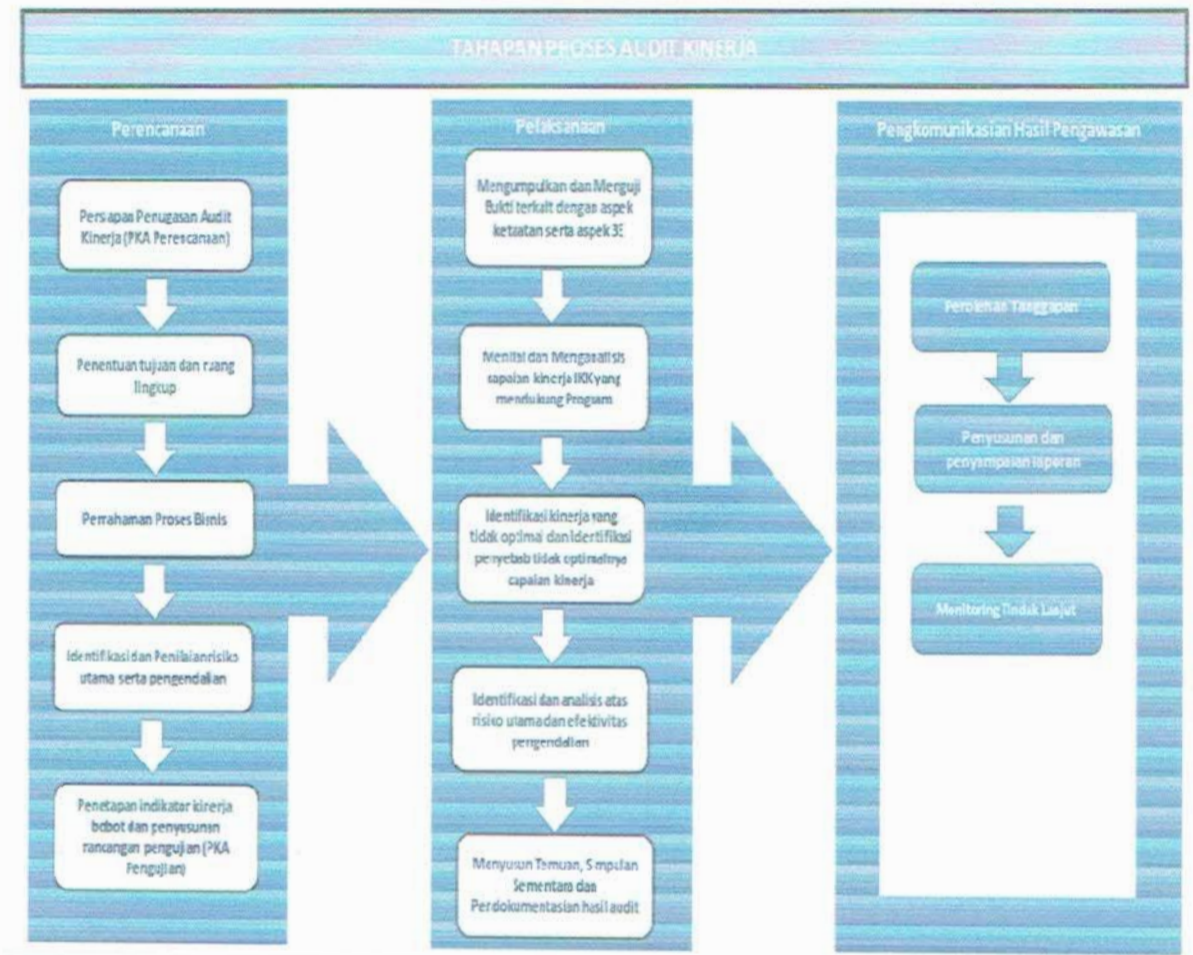 TAHAPAN PROSES AUDIT KINERJA
Perencanaan
Persiapan Penugasan Audit
Kinerja (PKA Perencanaan)
Penentuan tujuan dan ruang
lingkup
Pemahaman Proses Bisnis
Identifikasi dan Penilaian risiko
utama serta pengendalian
Penetapan indikator kinerja
bobot dan penyusunan
rancangan pengujian (PKA
Pengujian)
Pelaksanaan
Mengumpulkan dan Menguji
Bukti terkait dengan aspek
ketaatan serta aspek 3E
Menilai dan Menganalisis
capaian kinerja IKK yang
mendukung Program
Identifikasi kinerja yang
tidak optimal dan identifikasi
penyebab tidak optimalnya
capaian kinerja
Identifikasi dan analisis atas
risiko utama dan efektivitas
pengendalian
Menyusun Temuan, Simpulan
Sementara dan
Pendokumentasian hasil audit
Pengkomunikasian Hasil Pengawasan
Perolehan Tanggapan
Penyusunan dan
penyampaian laporan
Monitoring Tindak Lanjut